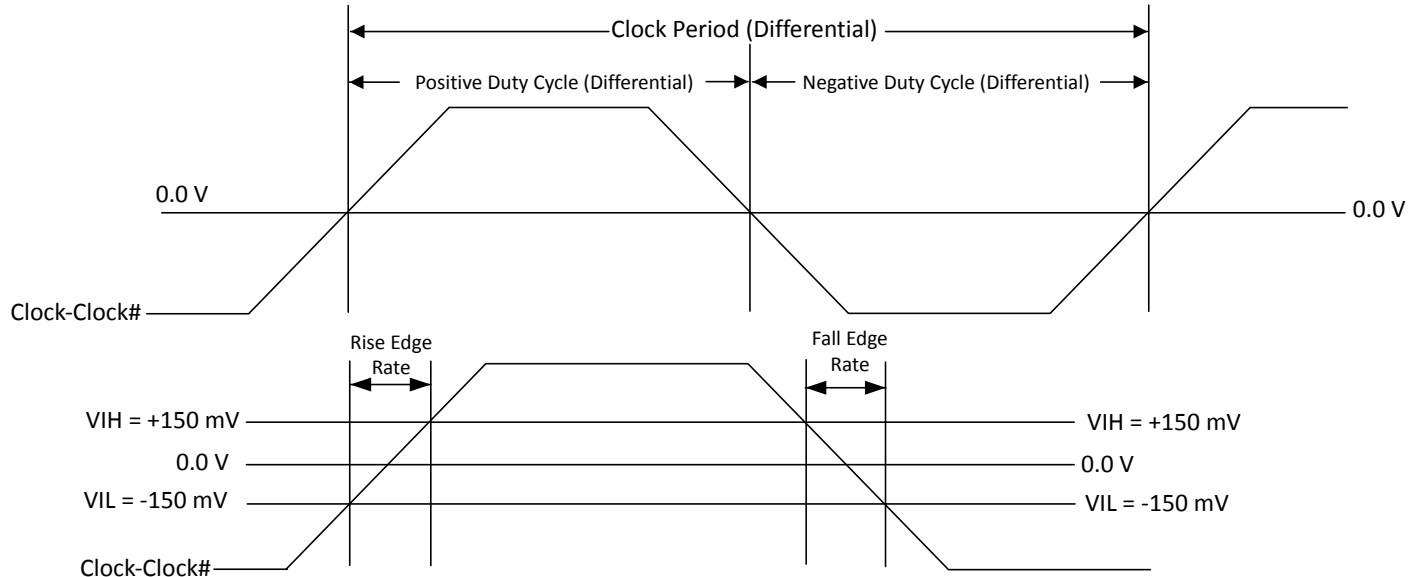 Clock Period (Differential)
Positive Duty Cycle (Differential)
Negative Duty Cycle (Differential)
0.0 V
0.0 V
Clock-Clock#
Rise Edge
Rate
Fall Edge
Rate
VIH = +150 mV
VIH = +150 mV
0.0 V
0.0 V
VIL = -150 mV
VIL = -150 mV
Clock-Clock#